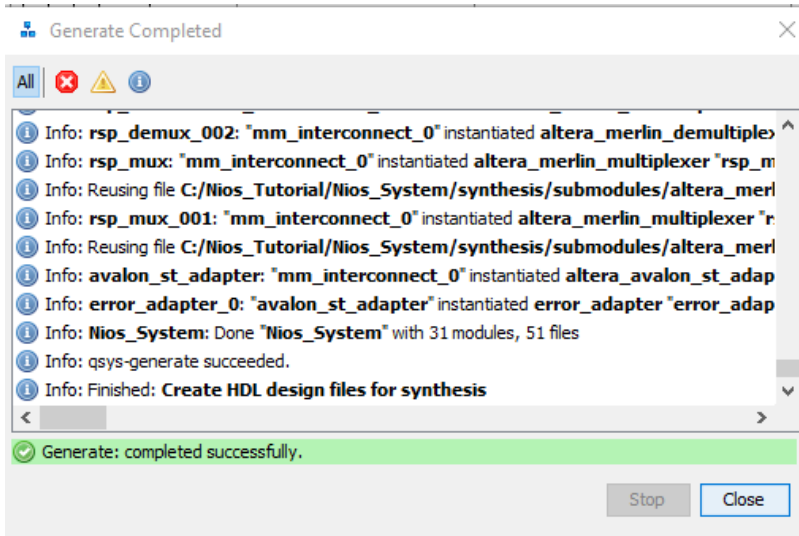 Generate Completed
All
Info: rsp_demux_002: "mm_interconnect_0" instantiated altera_merlin_demultiplex
Info: rsp_mux: "mm_interconnect_0" instantiated altera_merlin_multiplexer "rsp_m
Info: Reusing file C:/Nios_Tutorial/Nios_System/synthesis/submodules/altera_merl
Info: rsp_mux_001: "mm_interconnect_0" instantiated altera_merlin_multiplexer "r
Info: Reusing file C:/Nios_Tutorial/Nios_System/synthesis/submodules/altera_merl
Info: avalon_st_adapter: "mm_interconnect_0" instantiated altera_avalon_st_adap
Info: error_adapter_0: "avalon_st_adapter" instantiated error_adapter "error_adap
Info: Nios_System: Done "Nios_System" with 31 modules, 51 files
Info: qsys-generate succeeded.
Info: Finished: Create HDL design files for synthesis
Generate: completed successfully.
Stop Close